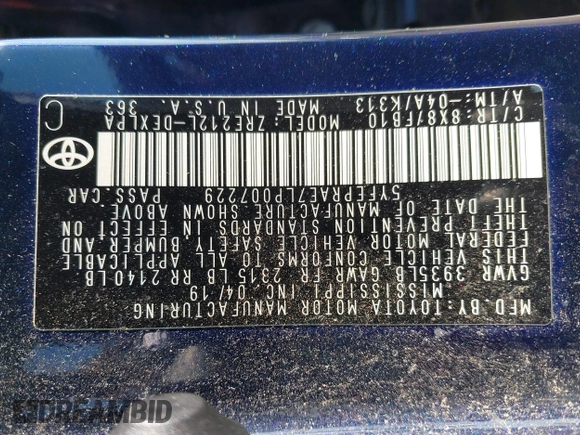 MFD. BY: TOYOTA MOTOR MANUFACTURING
MISSISSIPPI INC 04/19
GVWR 3935LB GAWR FR 2315LB RR 2140LB
THIS VEHICLE CONFORMS TO ALL APPLICABLE
FEDERAL MOTOR VEHICLE SAFETY, BUMPER, AND
THEFT PREVENTION STANDARDS IN EFFECT ON
THE DATE OF MANUFACTURE SHOWN ABOVE.
5YFEPRAE7LP007229 PASS CAR
C/TR: 8X8/FB10 MODEL: ZRE212L-DEXLPA
A/TM: -04A/K313 MADE IN U.S.A. 363
C
DREAMBID